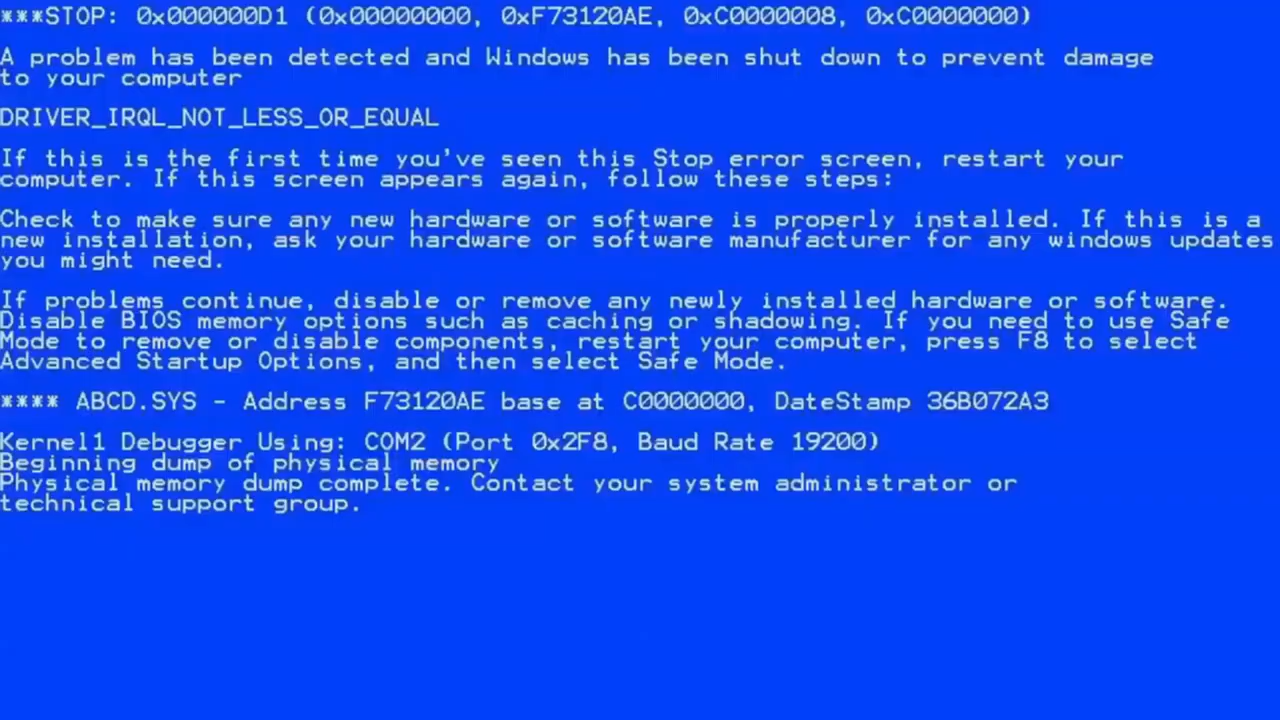 ***STOP: 0x000000D1 (0x00000000, 0xF73120AE, 0xC0000008, 0xC0000000)
A problem has been detected and Windows has been shut down to prevent damage
to your computer
DRIVER_IRQL_NOT_LESS_OR_EQUAL
If this is the first time you've seen this Stop error screen, restart your
computer. If this screen appears again, follow these steps:
Check to make sure any new hardware or software is properly installed. If this is a
new installation, ask your hardware or software manufacturer for any windows updates
you might need.
If problems continue, disable or remove any newly installed hardware or software.
Disable BIOS memory options such as caching or shadowing. If you need to use Safe
Mode to remove or disable components, restart your computer, press F8 to select
Advanced Startup Options, and then select Safe Mode.
**** ABCD.SYS - Address F73120AE base at C0000000, DateStamp 36B072A3
Kernel1 Debugger Using: COM2 (Port 0x2F8, Baud Rate 19200)
Beginning dump of physical memory
Physical memory dump complete. Contact your system administrator or
technical support group.